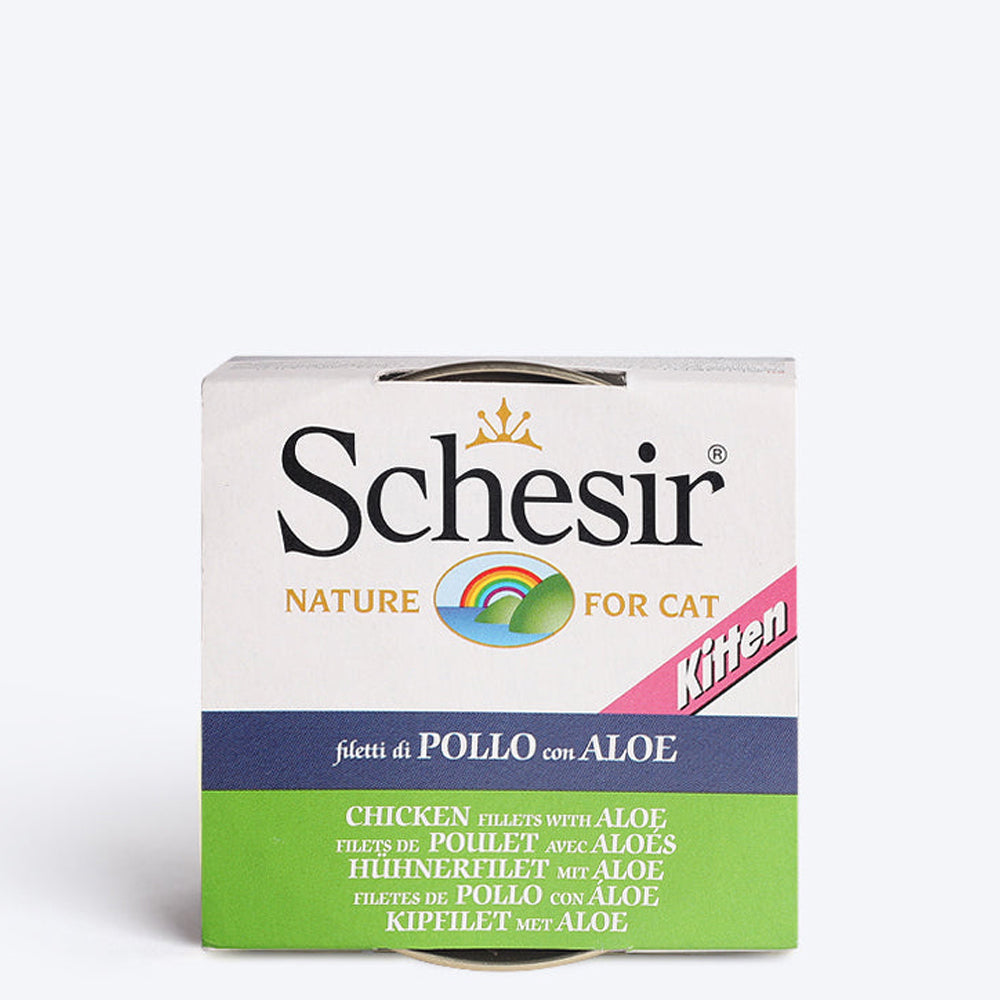 Schesir®
NATURE FOR CAT
Kitten
filetti di POLLO con ALOE
CHICKEN FILLETS WITH ALOE
FILETS DE POULET AVEC ALOÉS
HÜHNERFILET MIT ALOE
FILETES DE POLLO CON ÁLOE
KIPFILET MET ALOE